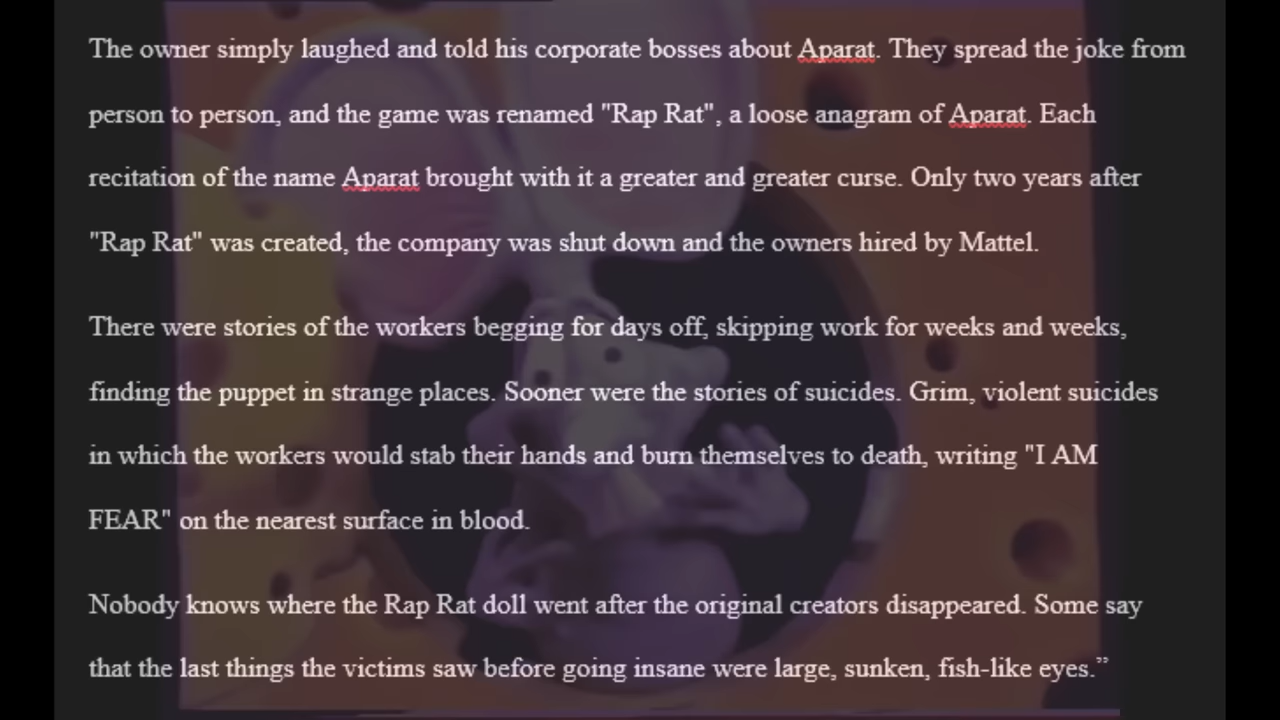 The owner simply laughed and told his corporate bosses about Aparat. They spread the joke from
person to person, and the game was renamed "Rap Rat", a loose anagram of Aparat. Each
recitation of the name Aparat brought with it a greater and greater curse. Only two years after
"Rap Rat" was created, the company was shut down and the owners hired by Mattel.
There were stories of the workers begging for days off, skipping work for weeks and weeks,
finding the puppet in strange places. Sooner were the stories of suicides. Grim, violent suicides
in which the workers would stab their hands and burn themselves to death, writing "I AM
FEAR" on the nearest surface in blood.
Nobody knows where the Rap Rat doll went after the original creators disappeared. Some say
that the last things the victims saw before going insane were large, sunken, fish-like eyes.”